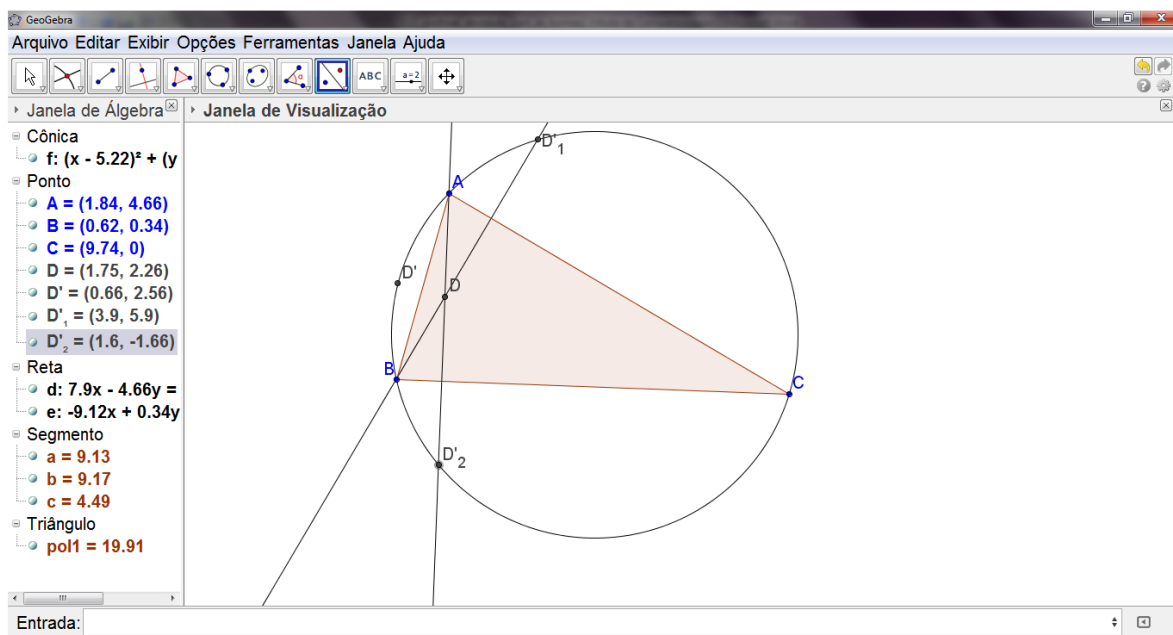 GeoGebra
Arquivo Editar Exibir Opções Ferramentas Janela Ajuda
α
ABC
a=2
Janela de Álgebra
Janela de Visualização
Cônica
f: (x - 5.22)² + (y
Ponto
A = (1.84, 4.66)
B = (0.62, 0.34)
C = (9.74, 0)
D = (1.75, 2.26)
D' = (0.66, 2.56)
D'₁ = (3.9, 5.9)
D'₂ = (1.6, -1.66)
Reta
d: 7.9x - 4.66y =
e: -9.12x + 0.34y
Segmento
a = 9.13
b = 9.17
c = 4.49
Triângulo
pol1 = 19.91
D'₁
A
D'
D
B
C
D'₂
Entrada: